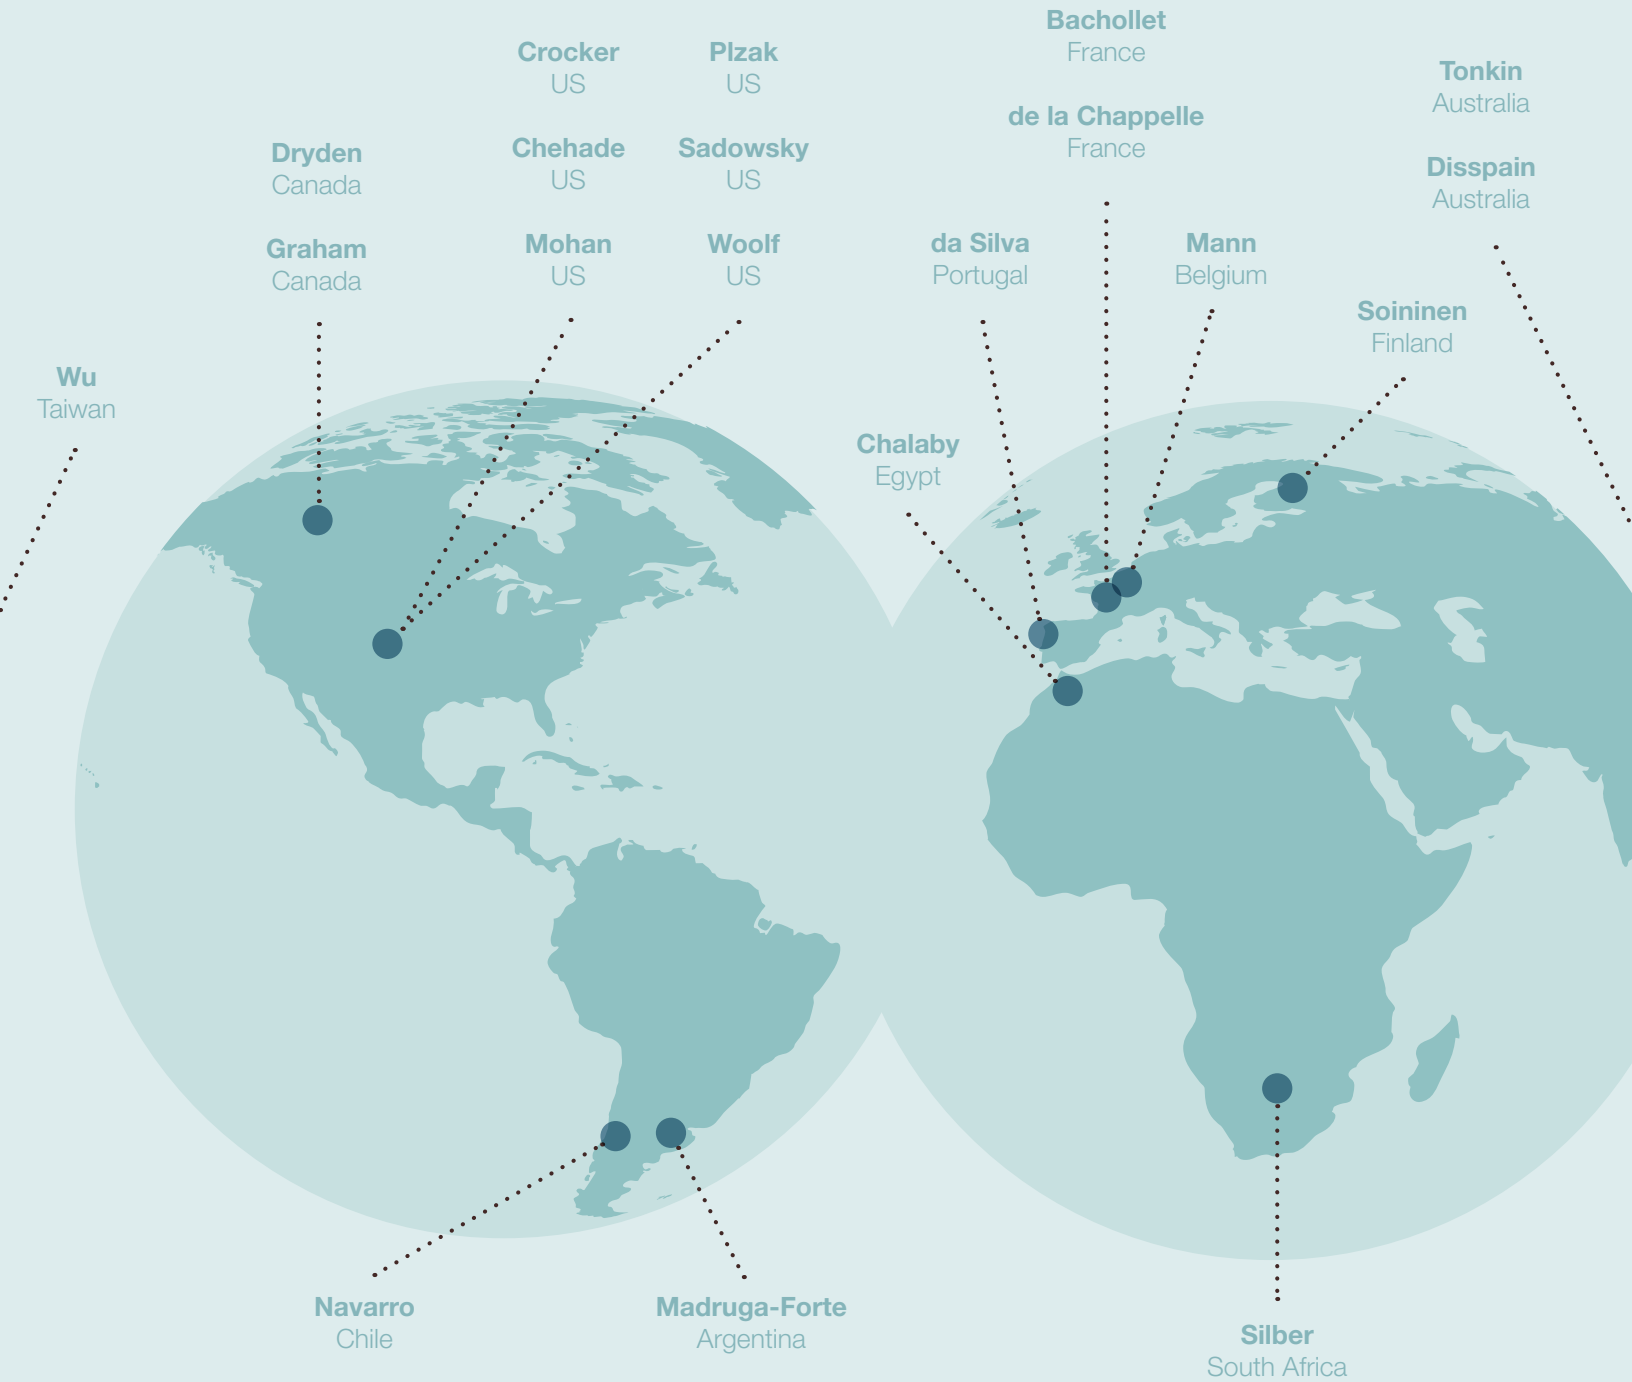 Bachollet
France
Crocker
US
Plzak
US
Tonkin
Australia
de la Chappelle
France
Dryden
Canada
Chehade
US
Sadowsky
US
Disspain
Australia
Graham
Canada
Mohan
US
Woolf
US
da Silva
Portugal
Mann
Belgium
Soininen
Finland
Wu
Taiwan
Chalaby
Egypt
Navarro
Chile
Madruga-Forte
Argentina
Silber
South Africa